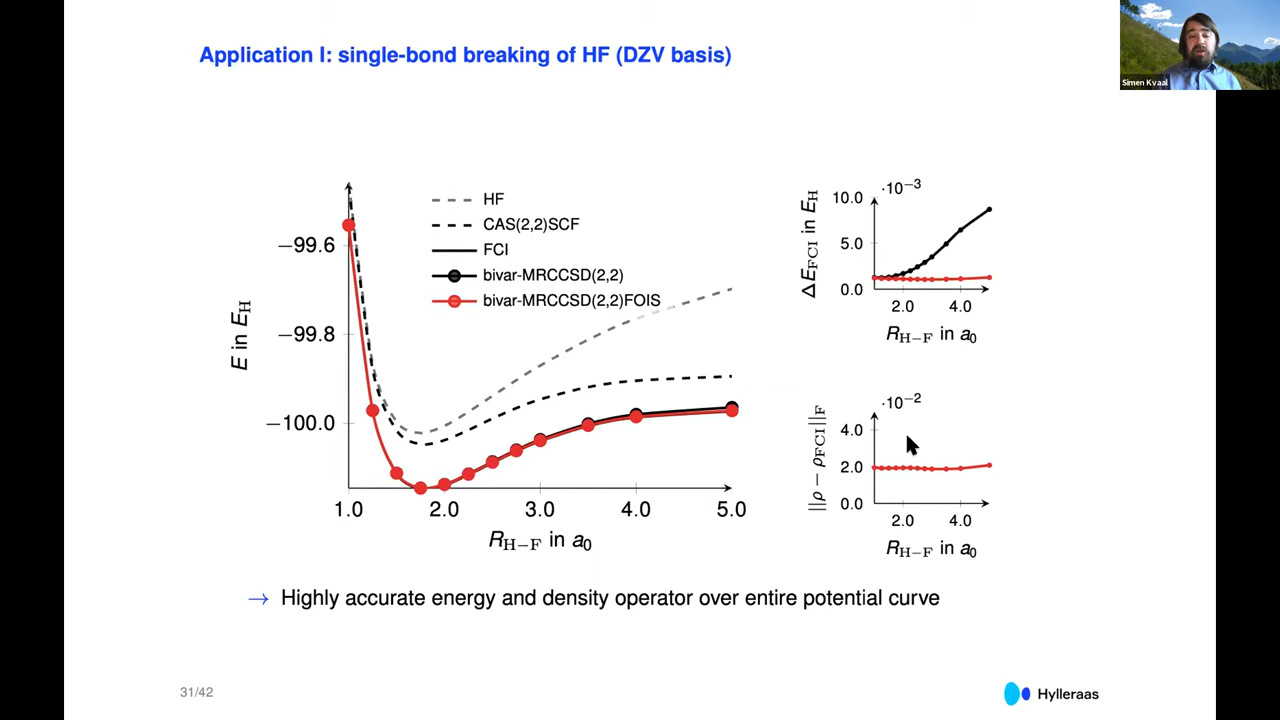 Application I: single-bond breaking of HF (DZV basis)
Simen Kvaal
HF
CAS(2,2)SCF
FCI
bivar-MRCCSD(2,2)
bivar-MRCCSD(2,2)FOIS
E in E_H
−99.6
−99.8
−100.0
1.0 2.0 3.0 4.0 5.0
R_H−F in a₀
·10⁻³
ΔE_FCI in E_H
10.0
5.0
0.0
2.0 4.0
R_H−F in a₀
·10⁻²
||ρ − ρ_FCI||_F
4.0
2.0
0.0
2.0 4.0
R_H−F in a₀
→ Highly accurate energy and density operator over entire potential curve
31/42
Hylleraas